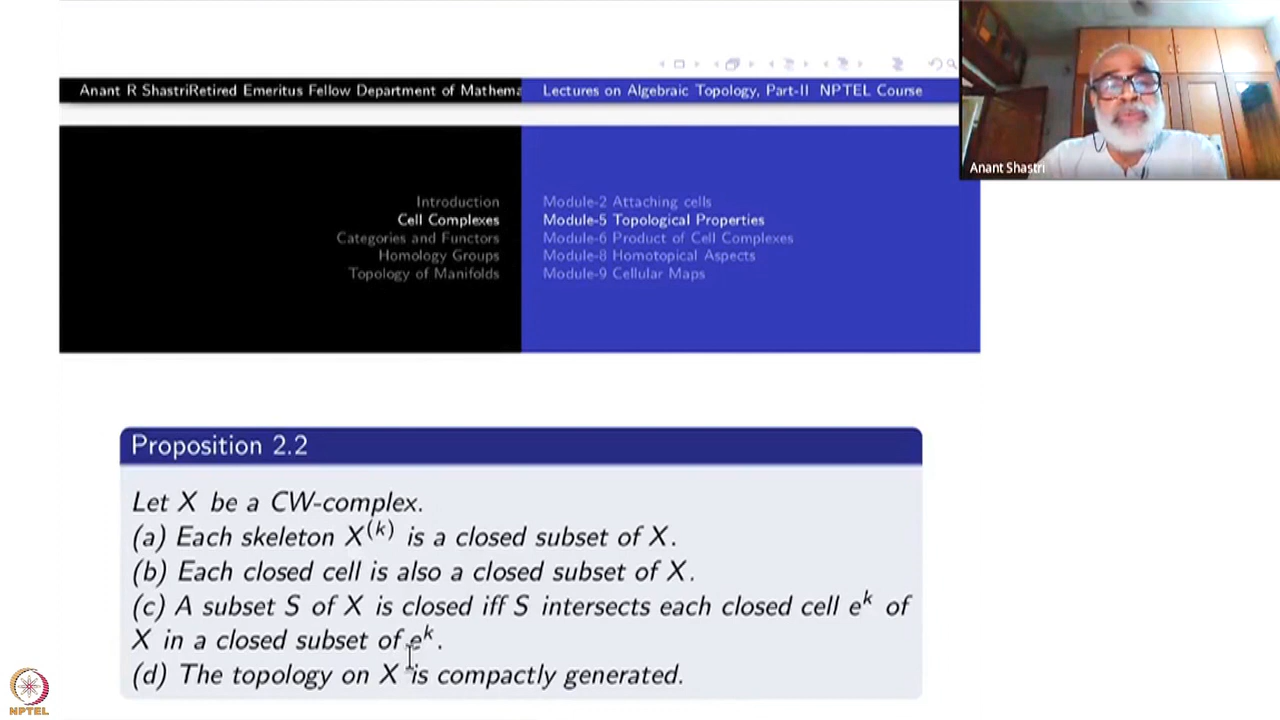 Anant R ShastriRetired Emeritus Fellow Department of Mathema
Lectures on Algebraic Topology, Part-II NPTEL Course
Anant Shastri
Introduction
Cell Complexes
Categories and Functors
Homology Groups
Topology of Manifolds
Module-2 Attaching cells
Module-5 Topological Properties
Module-6 Product of Cell Complexes
Module-8 Homotopical Aspects
Module-9 Cellular Maps
Proposition 2.2
Let X be a CW-complex.
(a) Each skeleton X^(k) is a closed subset of X.
(b) Each closed cell is also a closed subset of X.
(c) A subset S of X is closed iff S intersects each closed cell e^k of
X in a closed subset of e^k.
(d) The topology on X is compactly generated.
NPTEL